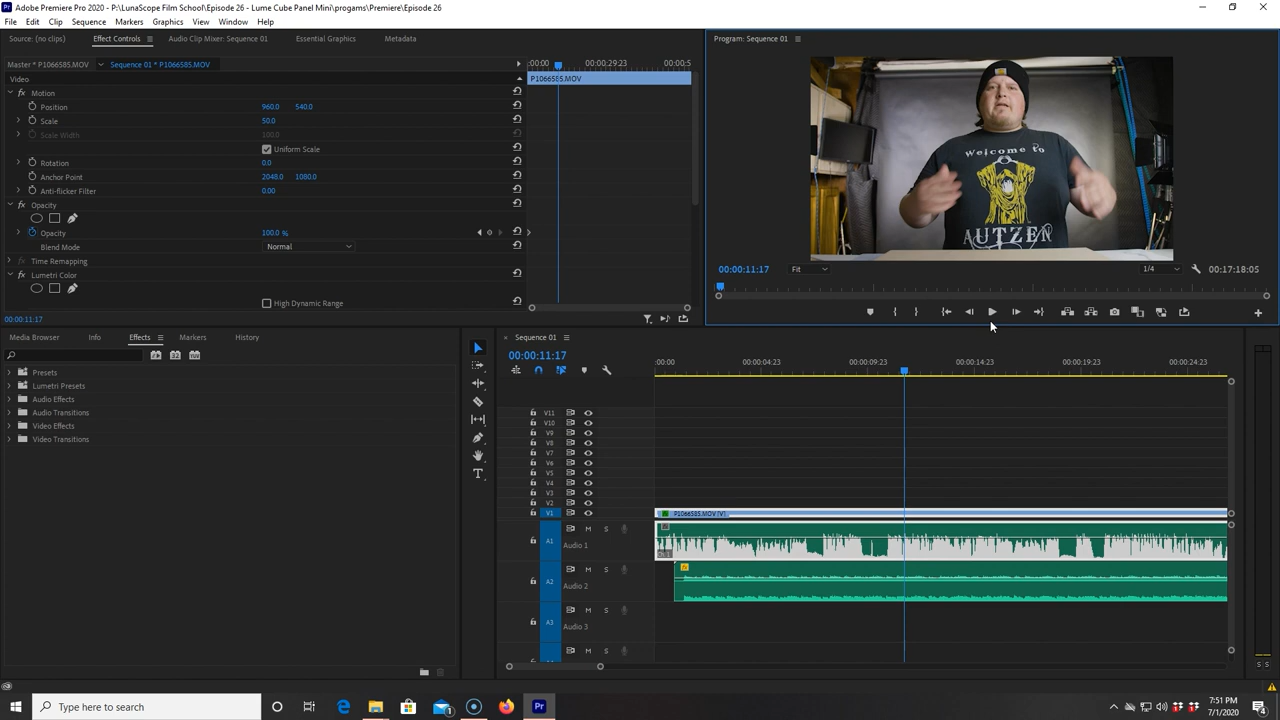 Adobe Premiere Pro 2020 - P:\LunaScope Film School\Episode 26 - Lume Cube Panel Mini\progams\Premiere\Episode 26
File Edit Clip Sequence Markers Graphics View Window Help
Source: (no clips) Effect Controls Audio Clip Mixer: Sequence 01 Essential Graphics Metadata
Program: Sequence 01
Master * P1066585.MOV Sequence 01 * P1066585.MOV
:00:00 00:00:29:23 00:00:5
Video
P1066585.MOV
Motion
Position 960.0 540.0
Scale 50.0
Scale Width 100.0
Uniform Scale
Rotation 0.0
Anchor Point 2048.0 1080.0
Anti-flicker Filter 0.00
Opacity
Opacity 100.0 %
Blend Mode Normal
Time Remapping
Lumetri Color
High Dynamic Range
00:00:11:17
Welcome to
AUTZEN
00:00:11:17 Fit 1/4 00:17:18:05
Media Browser Info Effects Markers History
Presets
Lumetri Presets
Audio Effects
Audio Transitions
Video Effects
Video Transitions
Sequence 01
00:00:11:17
:00:00 00:00:04:23 00:00:09:23 00:00:14:23 00:00:19:23 00:00:24:23
V11
V10
V9
V8
V7
V6
V5
V4
V3
V2
V1
P1066585.MOV [V]
M S
A1 Audio 1
M S
A2 Audio 2
M S
A3 Audio 3
M S
S S
Type here to search
7:51 PM
7/1/2020